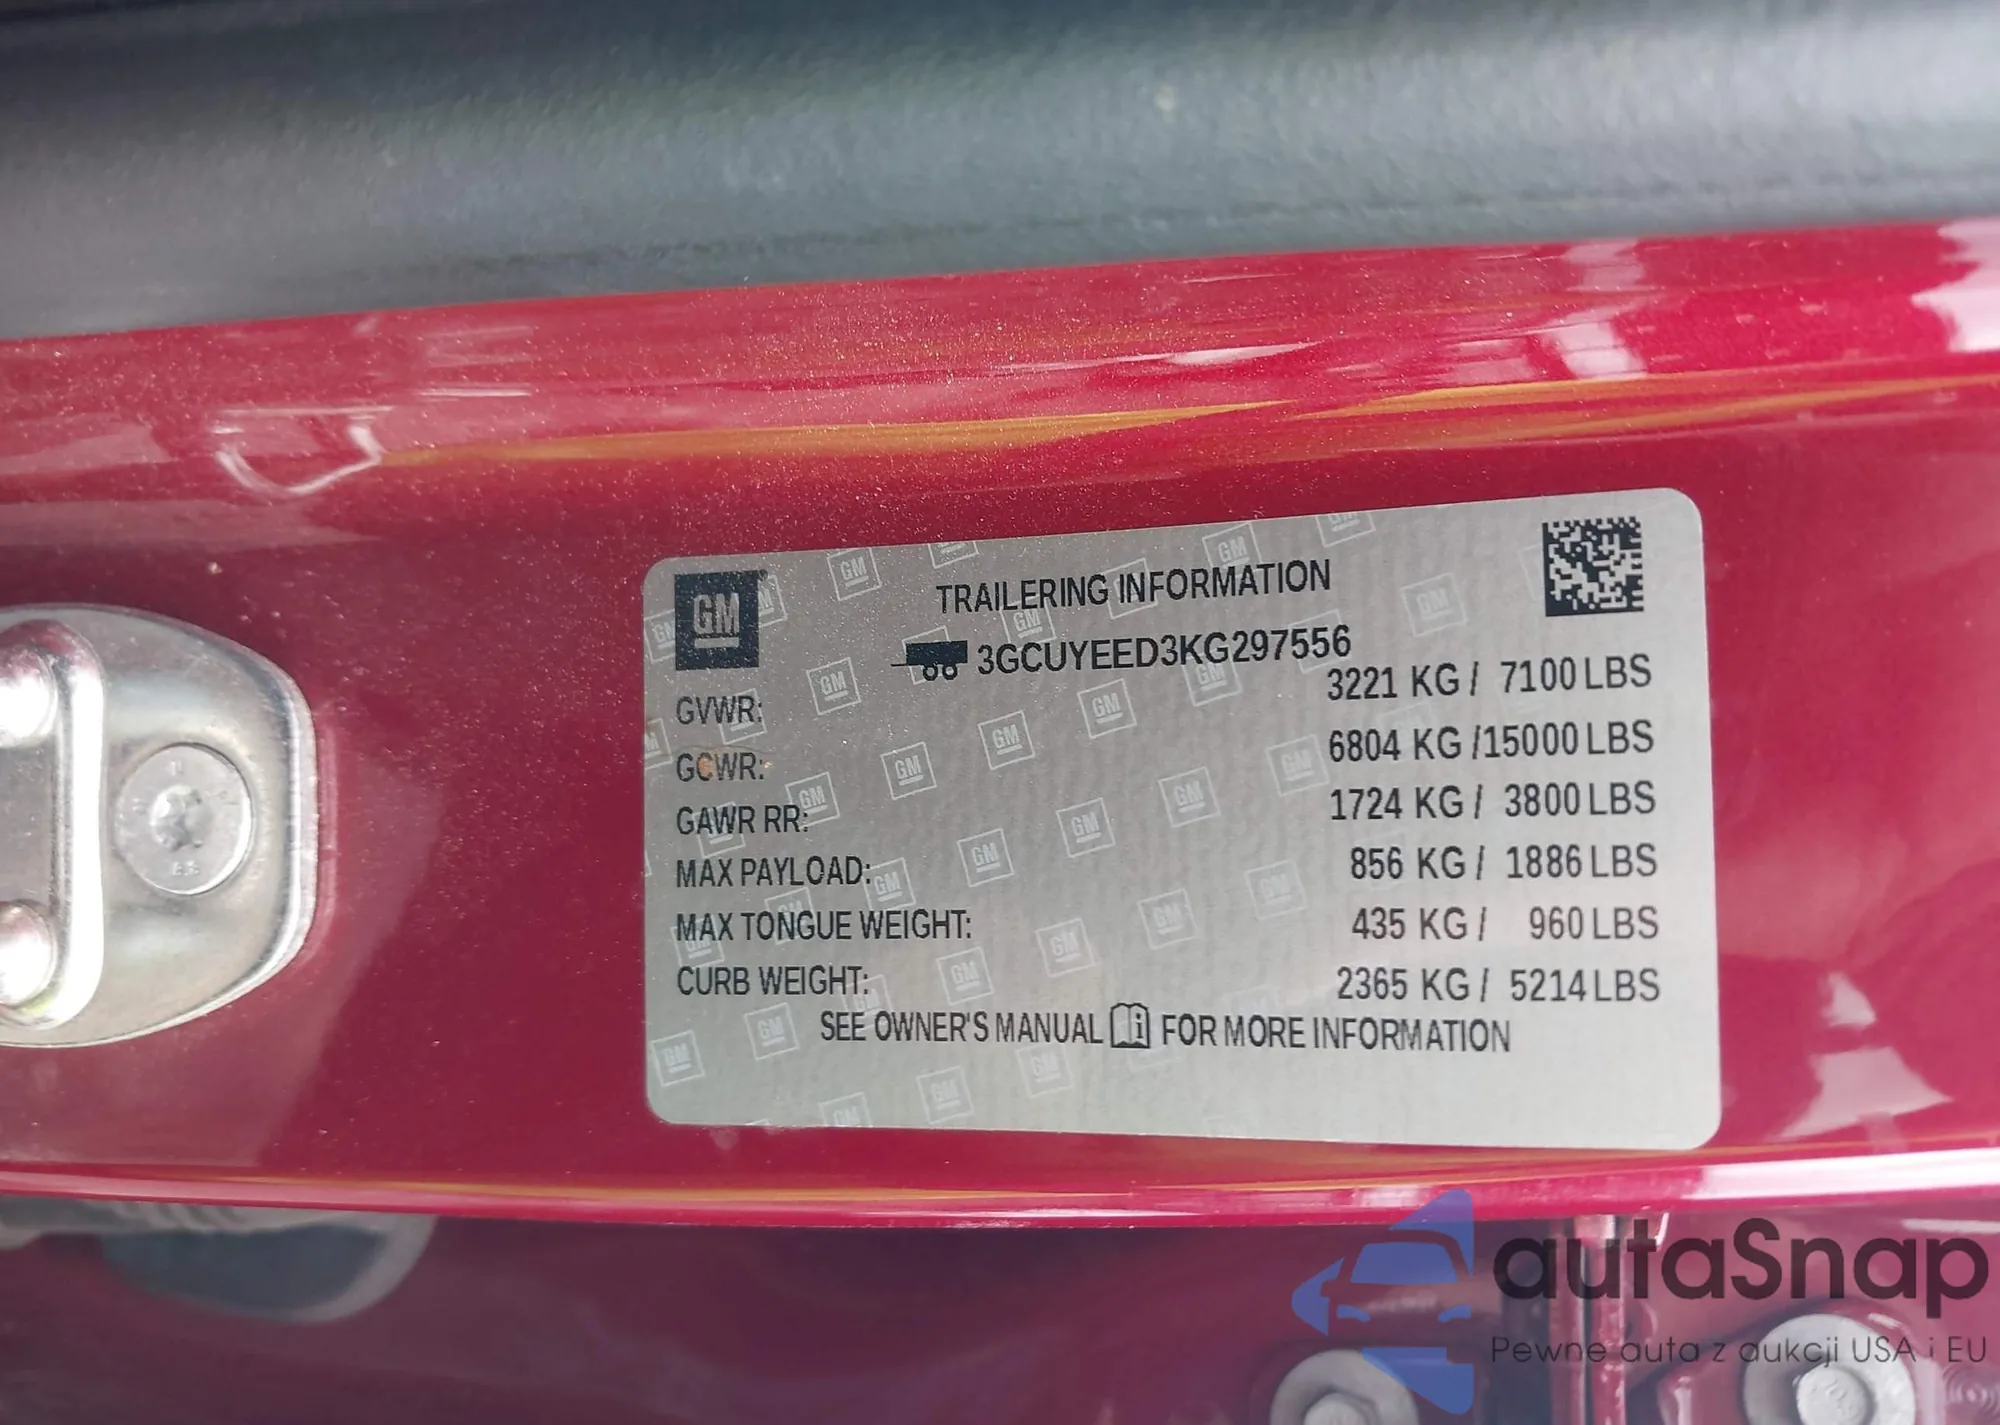 GM
TRAILERING INFORMATION
3GCUYEED3KG297556
GVWR: 3221 KG / 7100 LBS
GCWR: 6804 KG /15000 LBS
GAWR RR: 1724 KG / 3800 LBS
MAX PAYLOAD: 856 KG / 1886 LBS
MAX TONGUE WEIGHT: 435 KG / 960 LBS
CURB WEIGHT: 2365 KG / 5214 LBS
SEE OWNER'S MANUAL i FOR MORE INFORMATION
autaSnap
Pewne auta z aukcji USA i EU